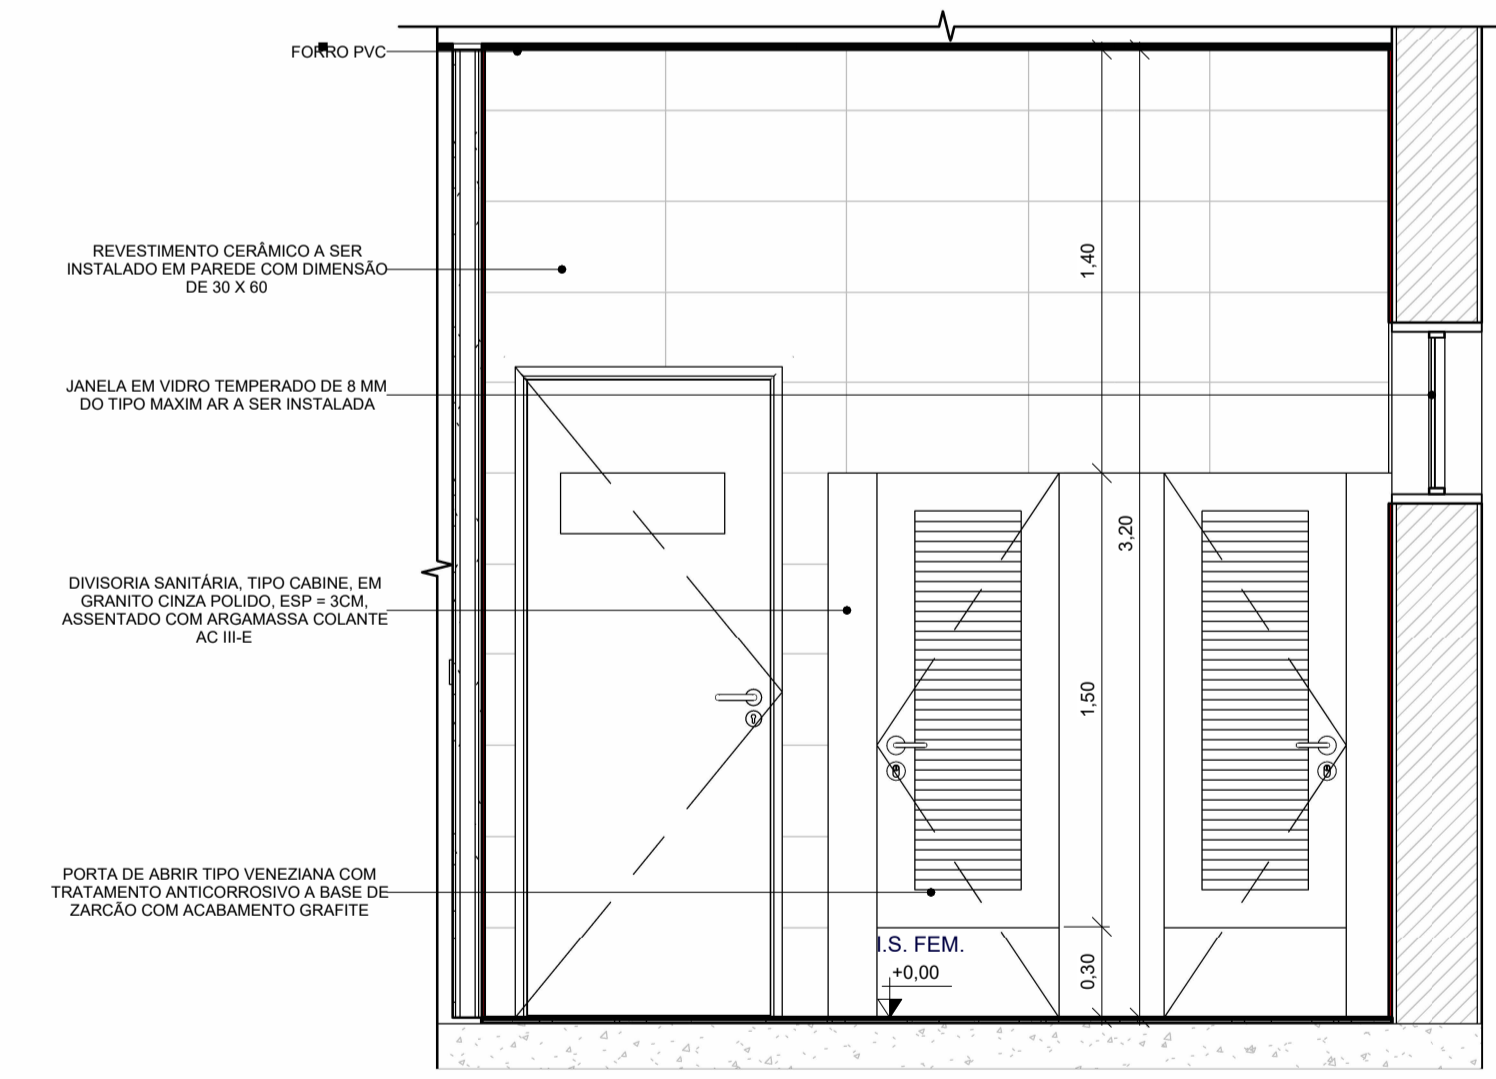 FORRO PVC
REVESTIMENTO CERÂMICO A SER
INSTALADO EM PAREDE COM DIMENSÃO
DE 30 X 60
1,40
JANELA EM VIDRO TEMPERADO DE 8 MM
DO TIPO MAXIM AR A SER INSTALADA
3,20
DIVISORIA SANITÁRIA, TIPO CABINE, EM
GRANITO CINZA POLIDO, ESP = 3CM,
ASSENTADO COM ARGAMASSA COLANTE
AC III-E
1,50
PORTA DE ABRIR TIPO VENEZIANA COM
TRATAMENTO ANTICORROSIVO A BASE DE
ZARCÃO COM ACABAMENTO GRAFITE
I.S. FEM.
+0,00
0,30